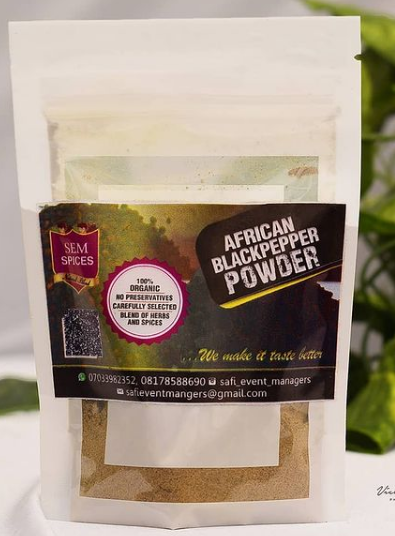 SEM
SPICES
AFRICAN
BLACKPEPPER
POWDER
100%
ORGANIC
NO PRESERVATIVES
CAREFULLY SELECTED
BLEND OF HERBS
AND SPICES
...We make it taste better
07033982352, 08178588690 safi_event_managers
safieventmangers@gmail.com